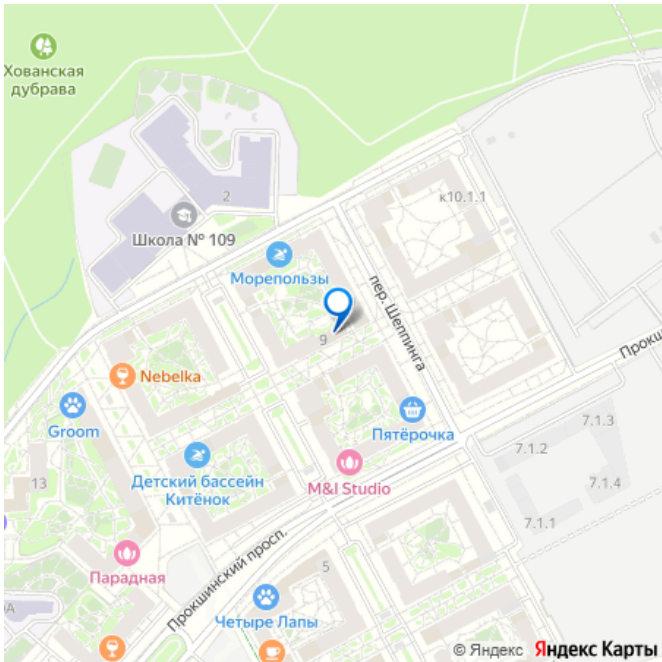 Хованская
дубрава
к10.1.1
2
Школа № 109
Морепользы
пер. Шеппинга
9
Nebelka
Groom
Пятёрочка
7.1.3
7.1.2
Детский бассейн
Китёнок
13
M&I Studio
7.1.4
7.1.1
Парадная
Прокшинский просп.
5
Четыре Лапы
© Яндекс Яндекс Карты